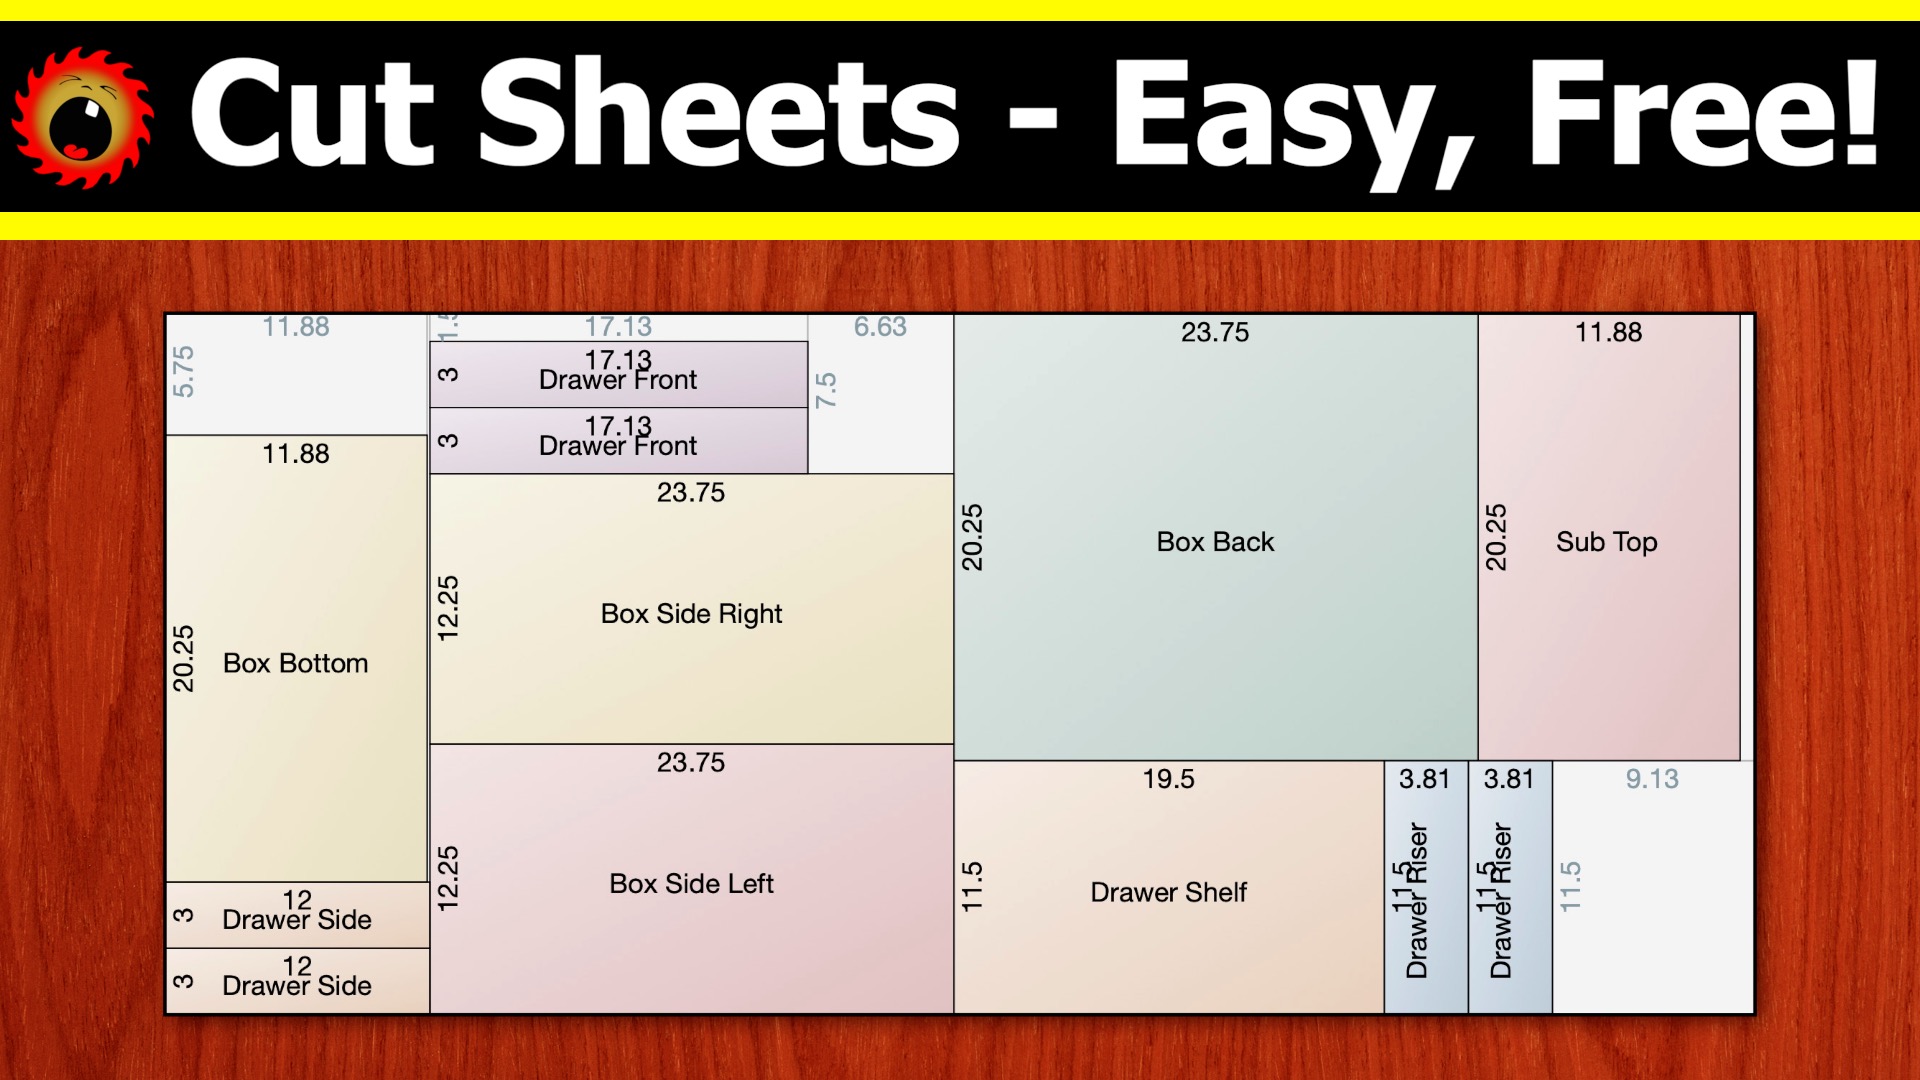 Cut Sheets - Easy, Free!
11.88
5.75
11.88
20.25
Box Bottom
12
3
Drawer Side
12
3
Drawer Side
17.13
17.13
3
Drawer Front
17.13
3
Drawer Front
6.63
7.5
23.75
12.25
Box Side Right
23.75
12.25
Box Side Left
23.75
20.25
Box Back
11.88
20.25
Sub Top
19.5
11.5
Drawer Shelf
3.81
11.5
Drawer Riser
3.81
11.5
Drawer Riser
9.13
11.5